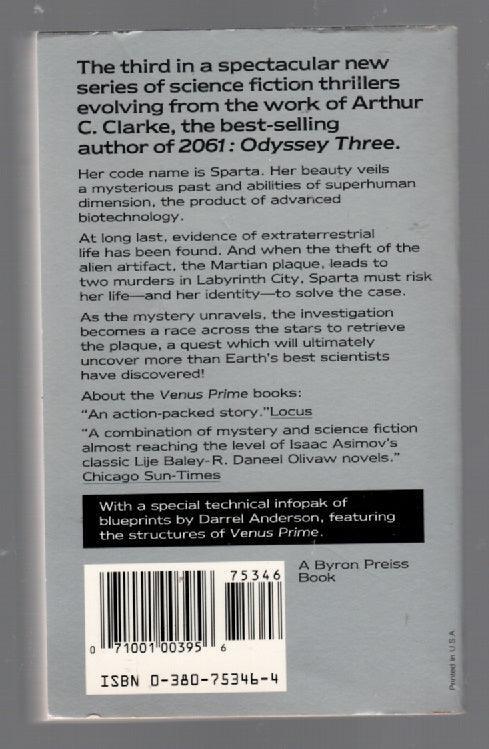 The third in a spectacular new
series of science fiction thrillers
evolving from the work of Arthur
C. Clarke, the best-selling
author of 2061: Odyssey Three.
Her code name is Sparta. Her beauty veils
a mysterious past and abilities of superhuman
dimension, the product of advanced
biotechnology.
At long last, evidence of extraterrestrial
life has been found. And when the theft of the
alien artifact, the Martian plaque, leads to
two murders in Labyrinth City, Sparta must risk
her life—and her identity—to solve the case.
As the mystery unravels, the investigation
becomes a race across the stars to retrieve
the plaque, a quest which will ultimately
uncover more than Earth's best scientists
have discovered!
About the Venus Prime books:
"An action-packed story."Locus
"A combination of mystery and science fiction
almost reaching the level of Isaac Asimov's
classic Lije Baley-R. Daneel Olivaw novels."
Chicago Sun-Times
With a special technical infopak of
blueprints by Darrel Anderson, featuring
the structures of Venus Prime.
A Byron Preiss
Book
75346
0 71001 00395 6
ISBN 0-380-75346-4
Printed in U.S.A